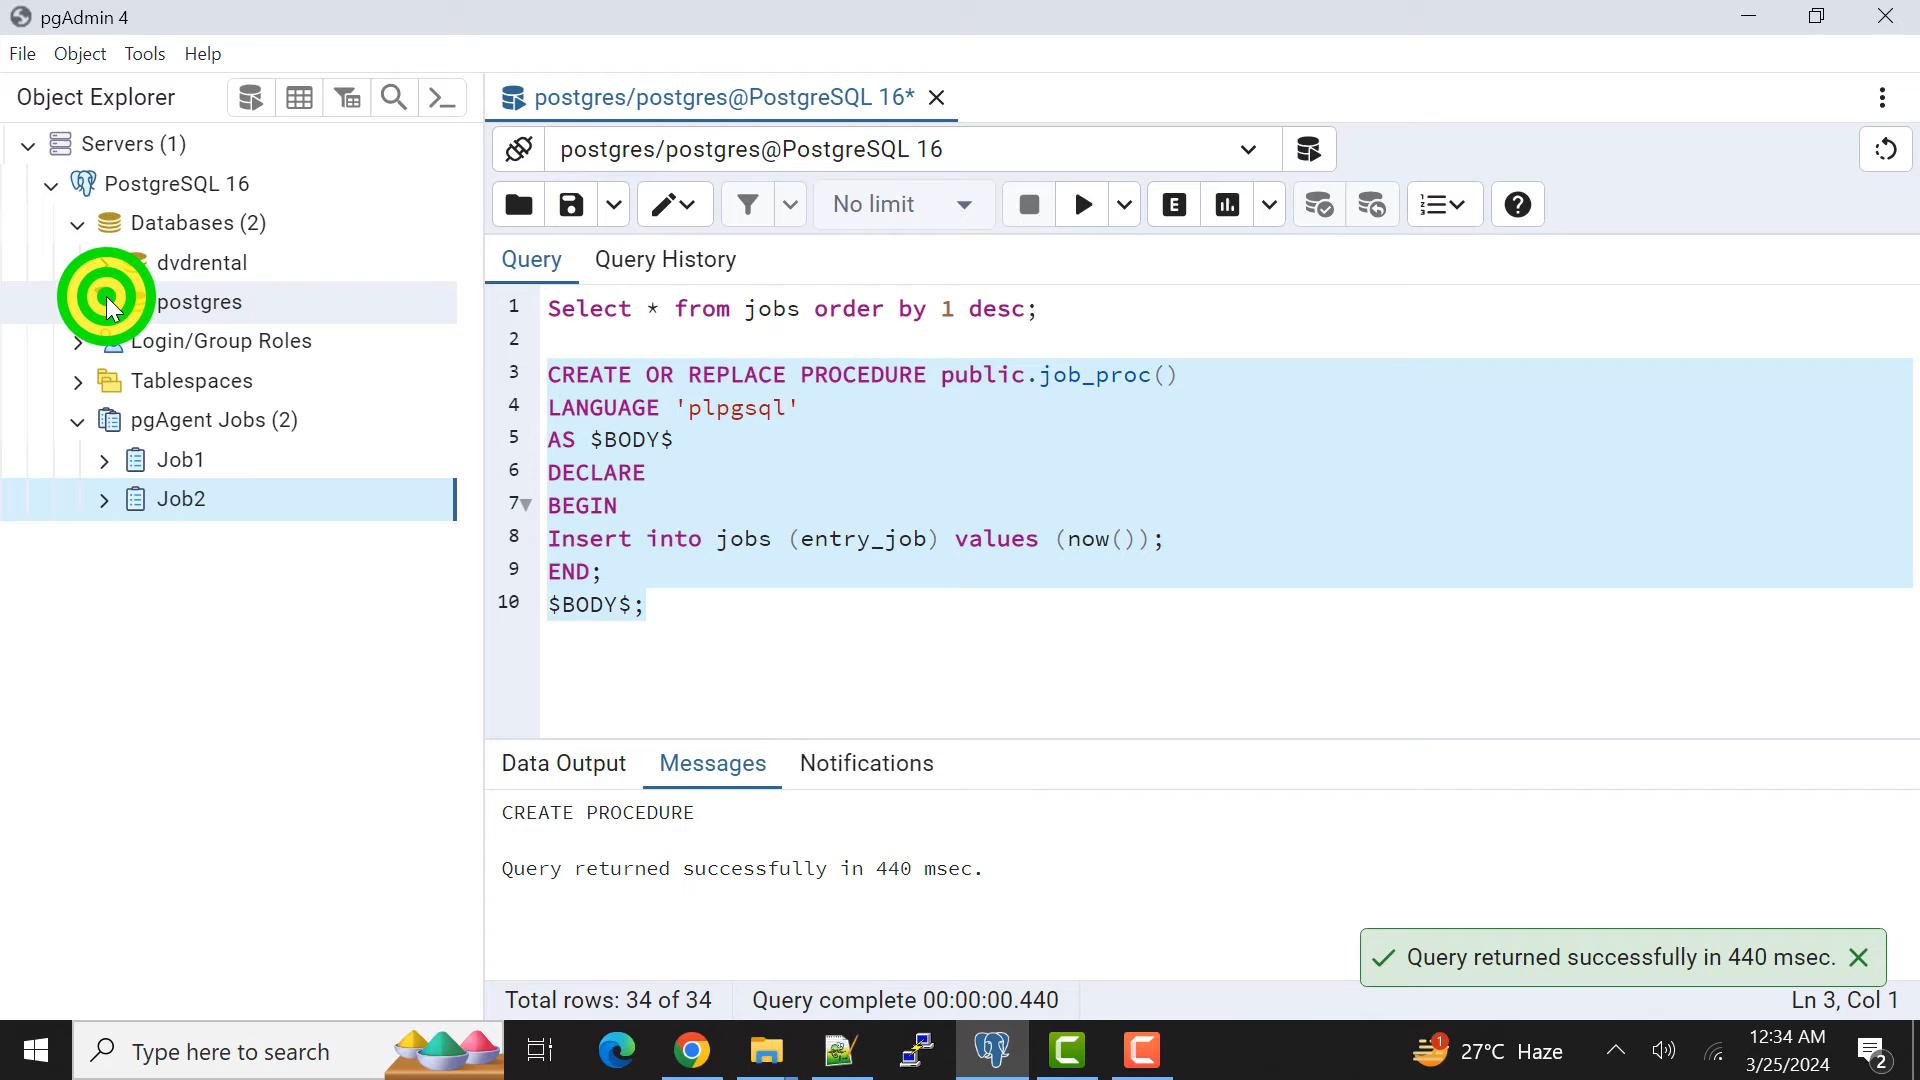 pgAdmin 4
File Object Tools Help
Object Explorer
postgres/postgres@PostgreSQL 16*
Servers (1)
postgres/postgres@PostgreSQL 16
PostgreSQL 16
Databases (2)
No limit
E
dvdrental
Query Query History
postgres
Login/Group Roles
Tablespaces
pgAgent Jobs (2)
Job1
Job2
1 Select * from jobs order by 1 desc;
2
3 CREATE OR REPLACE PROCEDURE public.job_proc()
4 LANGUAGE 'plpgsql'
5 AS $BODY$
6 DECLARE
7 BEGIN
8 Insert into jobs (entry_job) values (now());
9 END;
10 $BODY$;
Data Output Messages Notifications
CREATE PROCEDURE
Query returned successfully in 440 msec.
Query returned successfully in 440 msec.
Total rows: 34 of 34 Query complete 00:00:00.440 Ln 3, Col 1
Type here to search
1
27°C Haze
12:34 AM
3/25/2024
2